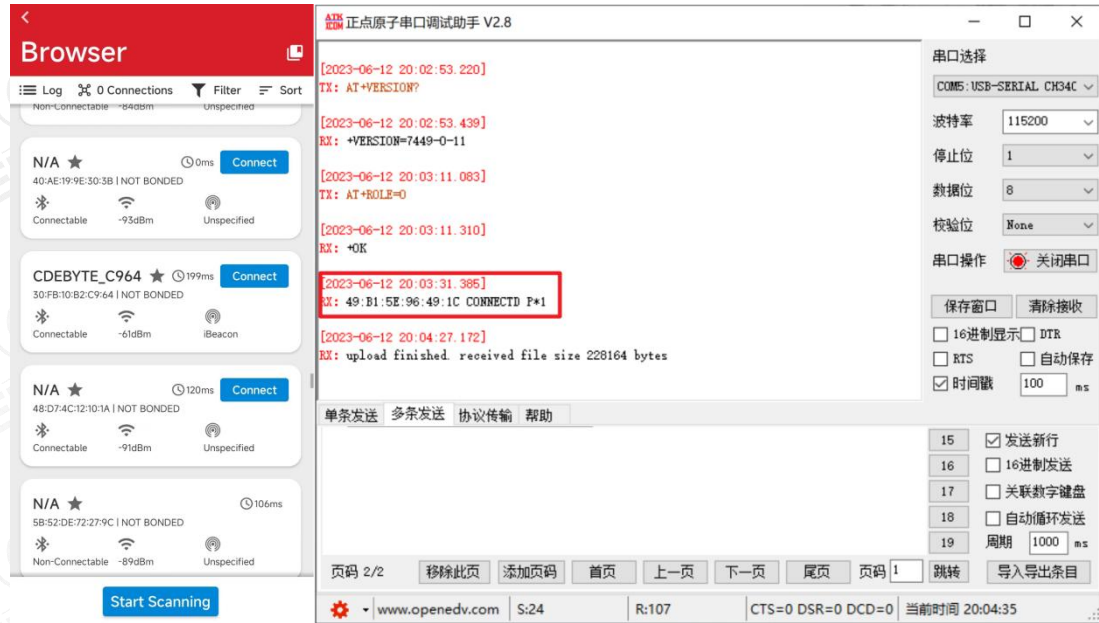 Browser
Log
0 Connections
Filter
Sort
Non-Connectable
-84dBm
Unspecified
N/A
0ms
Connect
40:AE:19:9E:30:3B | NOT BONDED
Connectable
-93dBm
Unspecified
CDEBYTE_C964
199ms
Connect
30:FB:10:B2:C9:64 | NOT BONDED
Connectable
-61dBm
iBeacon
N/A
120ms
Connect
48:D7:4C:12:10:1A | NOT BONDED
Connectable
-91dBm
Unspecified
N/A
106ms
5B:52:DE:72:27:9C | NOT BONDED
Non-Connectable
-89dBm
Unspecified
Start Scanning
ATK
ICOM
正点原子串口调试助手 V2.8
[2023-06-12 20:02:53.220]
TX: AT+VERSION?
[2023-06-12 20:02:53.439]
RX: +VERSION=7449-0-11
[2023-06-12 20:03:11.083]
TX: AT+ROLE=0
[2023-06-12 20:03:11.310]
RX: +OK
[2023-06-12 20:03:31.385]
RX: 49:B1:5E:96:49:1C CONNECTD P*1
[2023-06-12 20:04:27.172]
RX: upload finished. received file size 228164 bytes
串口选择
COM5:USB-SERIAL CH34C
波特率
115200
停止位
1
数据位
8
校验位
None
串口操作
关闭串口
保存窗口
清除接收
16进制显示
DTR
RTS
自动保存
时间戳
100
ms
单条发送
多条发送
协议传输
帮助
15
发送新行
16
16进制发送
17
关联数字键盘
18
自动循环发送
19
周期
1000
ms
页码 2/2
移除此页
添加页码
首页
上一页
下一页
尾页
页码
1
跳转
导入导出条目
www.openedv.com
S:24
R:107
CTS=0 DSR=0 DCD=0
当前时间 20:04:35